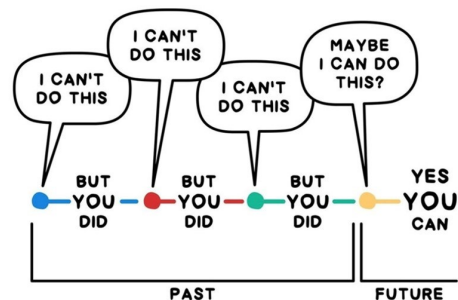 I CAN'T
DO THIS
I CAN'T
DO THIS
I CAN'T
DO THIS
MAYBE
I CAN DO
THIS?
BUT
YOU
DID
BUT
YOU
DID
BUT
YOU
DID
YES
YOU
CAN
PAST
FUTURE